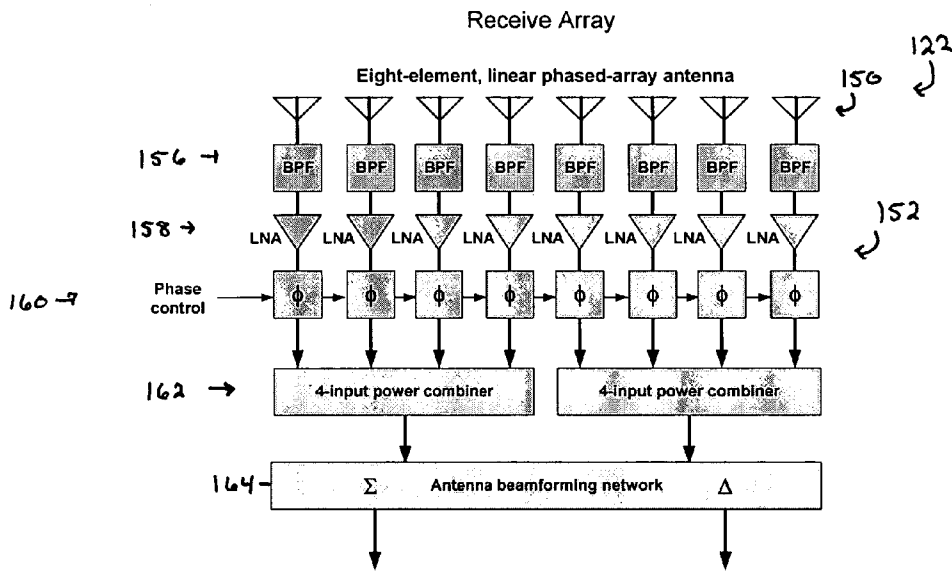 Receive Array
122
Eight-element, linear phased-array antenna
150
156 → BPF BPF BPF BPF BPF BPF BPF BPF
152
158 → LNA LNA LNA LNA LNA LNA LNA LNA
160 → Phase control ϕ ϕ ϕ ϕ ϕ ϕ ϕ ϕ
162 → 4-input power combiner 4-input power combiner
164 Σ Antenna beamforming network Δ